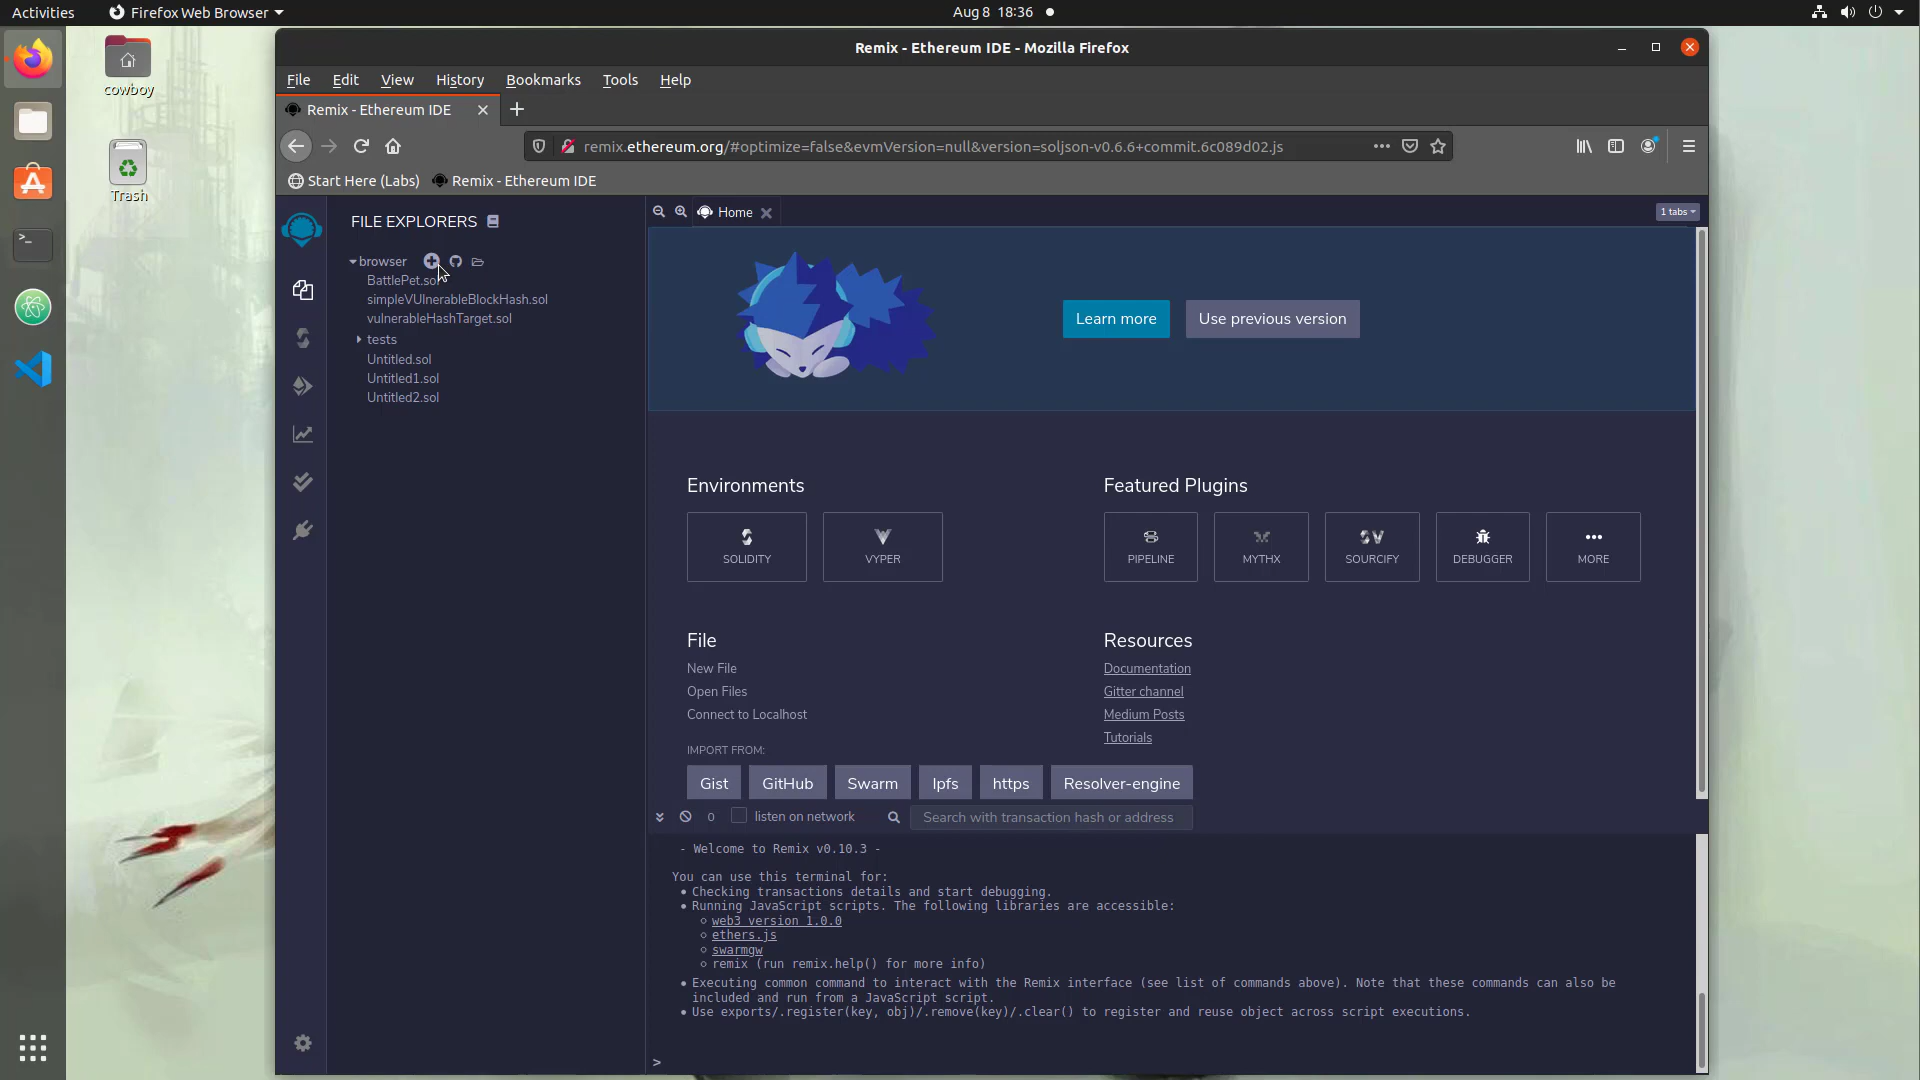 Activities
Firefox Web Browser
Aug 8 18:36
cowboy
Trash
Remix - Ethereum IDE - Mozilla Firefox
File Edit View History Bookmarks Tools Help
Remix - Ethereum IDE
remix.ethereum.org/#optimize=false&evmVersion=null&version=soljson-v0.6.6+commit.6c089d02.js
Start Here (Labs) Remix - Ethereum IDE
FILE EXPLORERS
browser
BattlePet.sol
simpleVUlnerableBlockHash.sol
vulnerableHashTarget.sol
tests
Untitled.sol
Untitled1.sol
Untitled2.sol
Home
1 tabs
Learn more
Use previous version
Environments
SOLIDITY
VYPER
Featured Plugins
PIPELINE
MYTHX
SOURCIFY
DEBUGGER
MORE
File
New File
Open Files
Connect to Localhost
IMPORT FROM:
Gist GitHub Swarm Ipfs https Resolver-engine
Resources
Documentation
Gitter channel
Medium Posts
Tutorials
0
listen on network
Search with transaction hash or address
- Welcome to Remix v0.10.3 -
You can use this terminal for:
Checking transactions details and start debugging.
Running JavaScript scripts. The following libraries are accessible:
web3 version 1.0.0
ethers.js
swarmgw
remix (run remix.help() for more info)
Executing common command to interact with the Remix interface (see list of commands above). Note that these commands can also be
included and run from a JavaScript script.
Use exports/.register(key, obj)/.remove(key)/.clear() to register and reuse object across script executions.
>